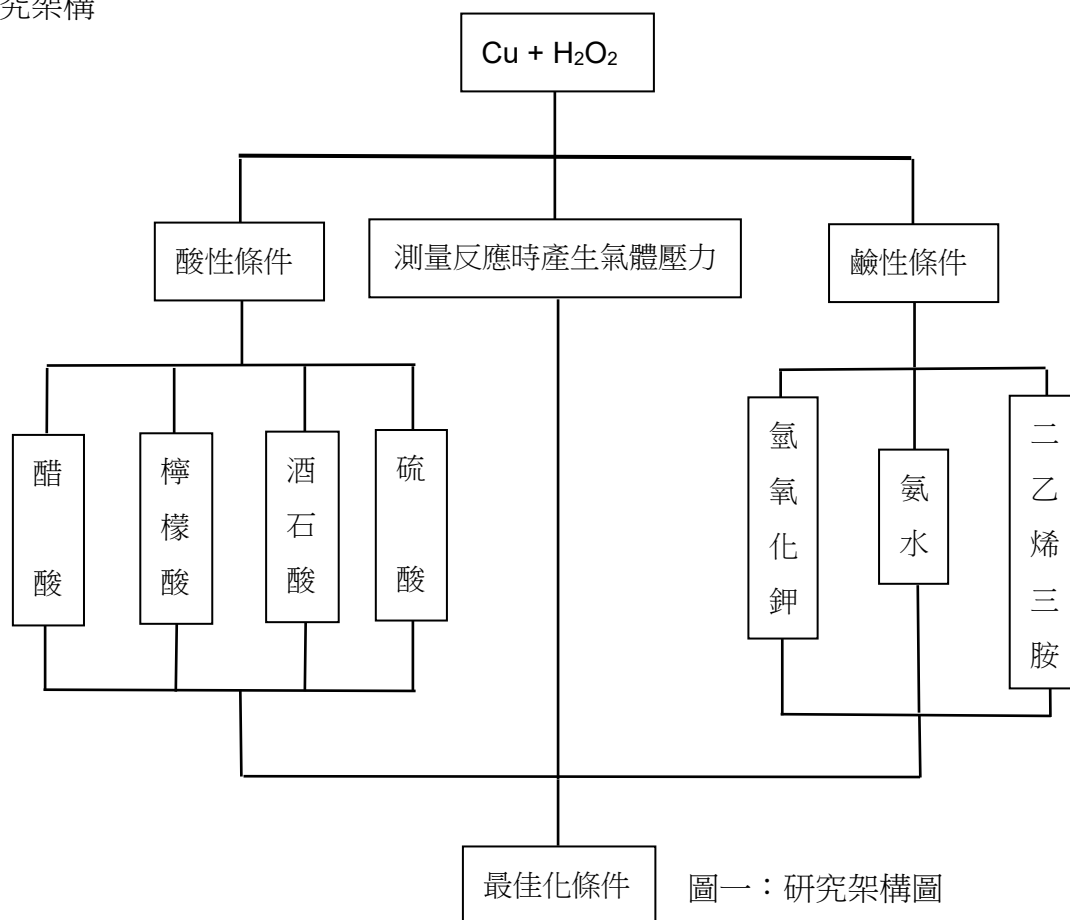 究架構
Cu + H₂O₂
酸性條件
測量反應時產生氣體壓力
鹼性條件
醋酸
檸檬酸
酒石酸
硫酸
氫氧化鉀
氨水
二乙烯三胺
最佳化條件
圖一：研究架構圖